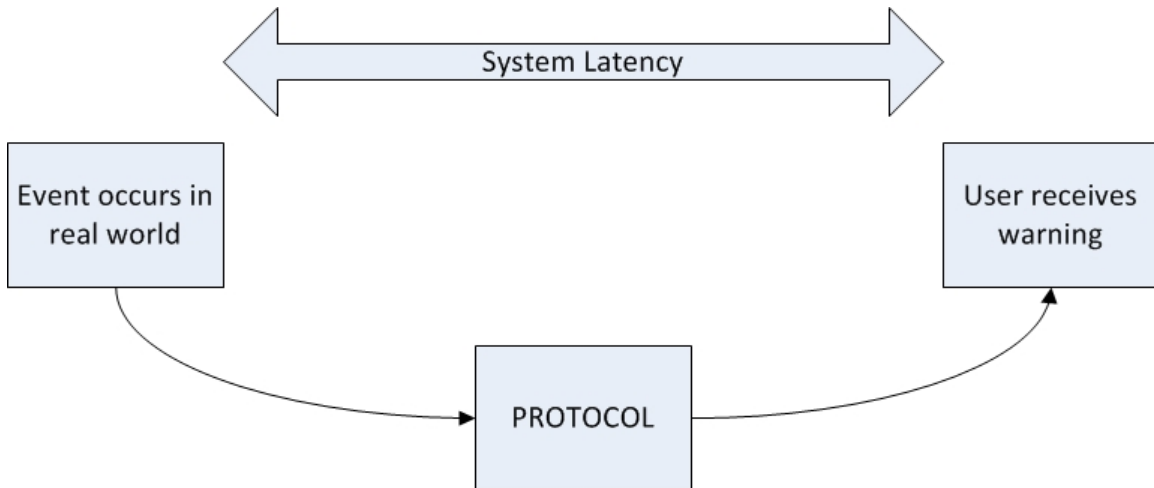 System Latency
Event occurs in
real world
User receives
warning
PROTOCOL